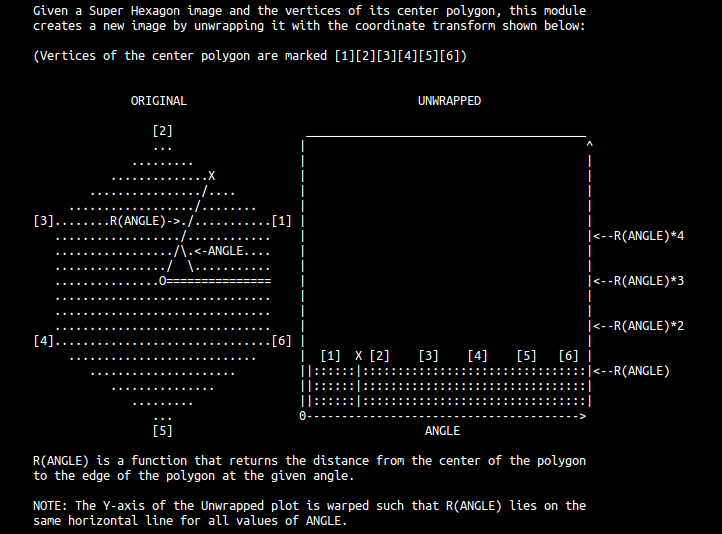 Given a Super Hexagon image and the vertices of its center polygon, this module
creates a new image by unwrapping it with the coordinate transform shown below:
(Vertices of the center polygon are marked [1][2][3][4][5][6])
ORIGINAL UNWRAPPED
[2]
... | ^
......... | |
..............X | |
................/.... | |
................../........ | |
[3]........R(ANGLE)->./...........[1] | |
................../............ | |<--R(ANGLE)*4
................./\.<-ANGLE.... | |
................/ \........... | |
...............O=============== | |<--R(ANGLE)*3
............................... | |
............................... | |
............................... | |<--R(ANGLE)*2
[4]...............................[6] | |
........................... | [1] X [2] [3] [4] [5] [6] |
..................... ||::::::|::::::::::::::::::::::::::::::::|<--R(ANGLE)
............... ||::::::|::::::::::::::::::::::::::::::::|
......... ||::::::|::::::::::::::::::::::::::::::::|
... 0--------------------------------------->
[5] ANGLE
R(ANGLE) is a function that returns the distance from the center of the polygon
to the edge of the polygon at the given angle.
NOTE: The Y-axis of the Unwrapped plot is warped such that R(ANGLE) lies on the
same horizontal line for all values of ANGLE.